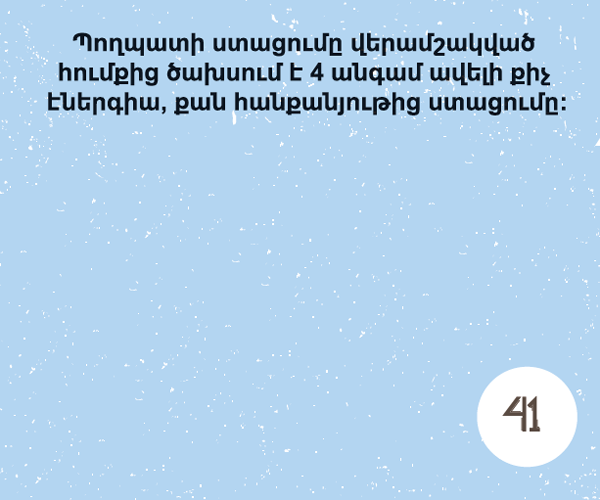 Պողպատի ստացումը վերամշակված
հումքից ծախսում է 4 անգամ ավելի քիչ
էներգիա, քան հանքանյութից ստացումը:
41